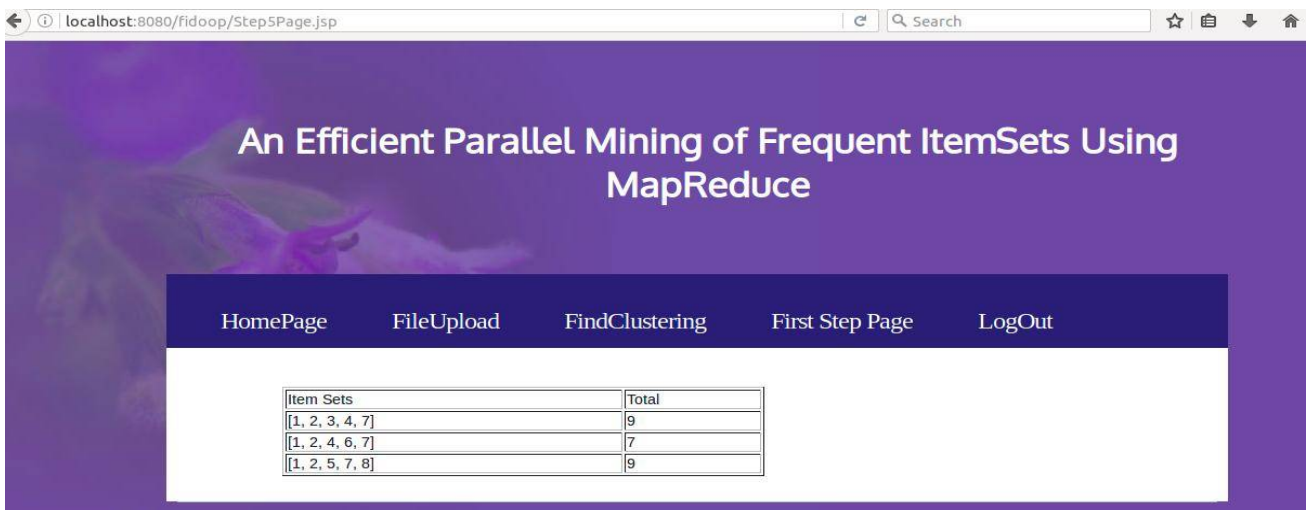 localhost:8080/fidoop/Step5Page.jsp
Search
An Efficient Parallel Mining of Frequent ItemSets Using
MapReduce
HomePage FileUpload FindClustering First Step Page LogOut
Item Sets Total
[1, 2, 3, 4, 7] 9
[1, 2, 4, 6, 7] 7
[1, 2, 5, 7, 8] 9